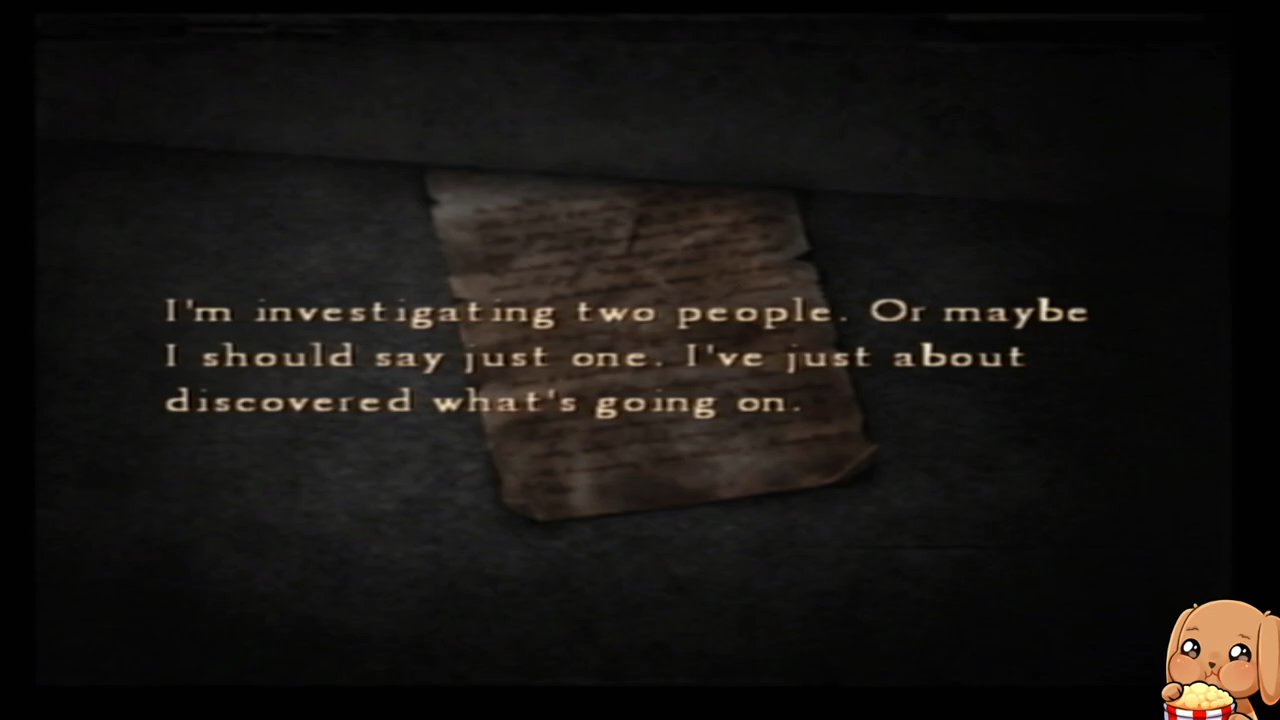 I'm investigating two people. Or maybe
I should say just one. I've just about
discovered what's going on.